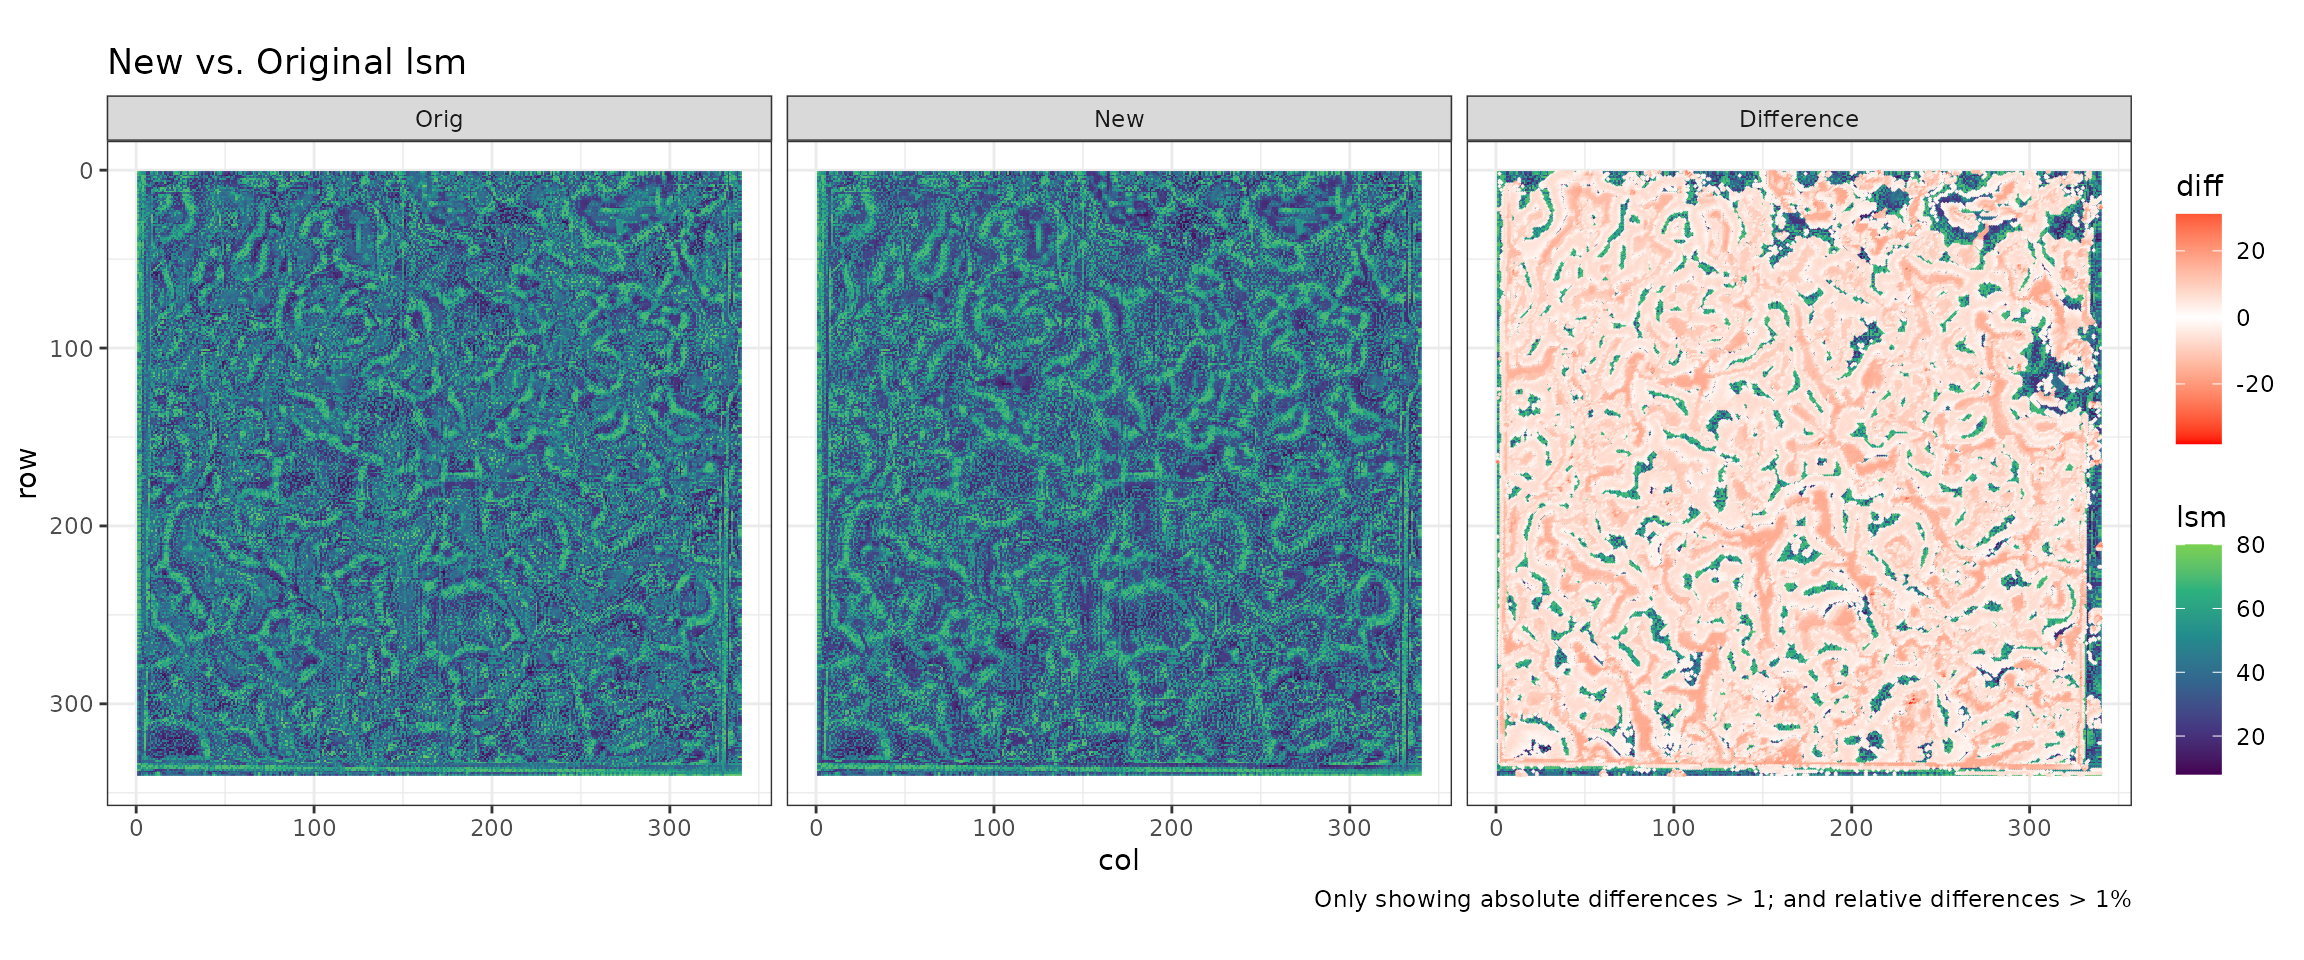 New vs. Original lsm
Orig
New
Difference
row
0
100
200
300
0
100
200
300
0
100
200
300
0
100
200
300
col
diff
20
0
-20
lsm
80
60
40
20
Only showing absolute differences > 1; and relative differences > 1%